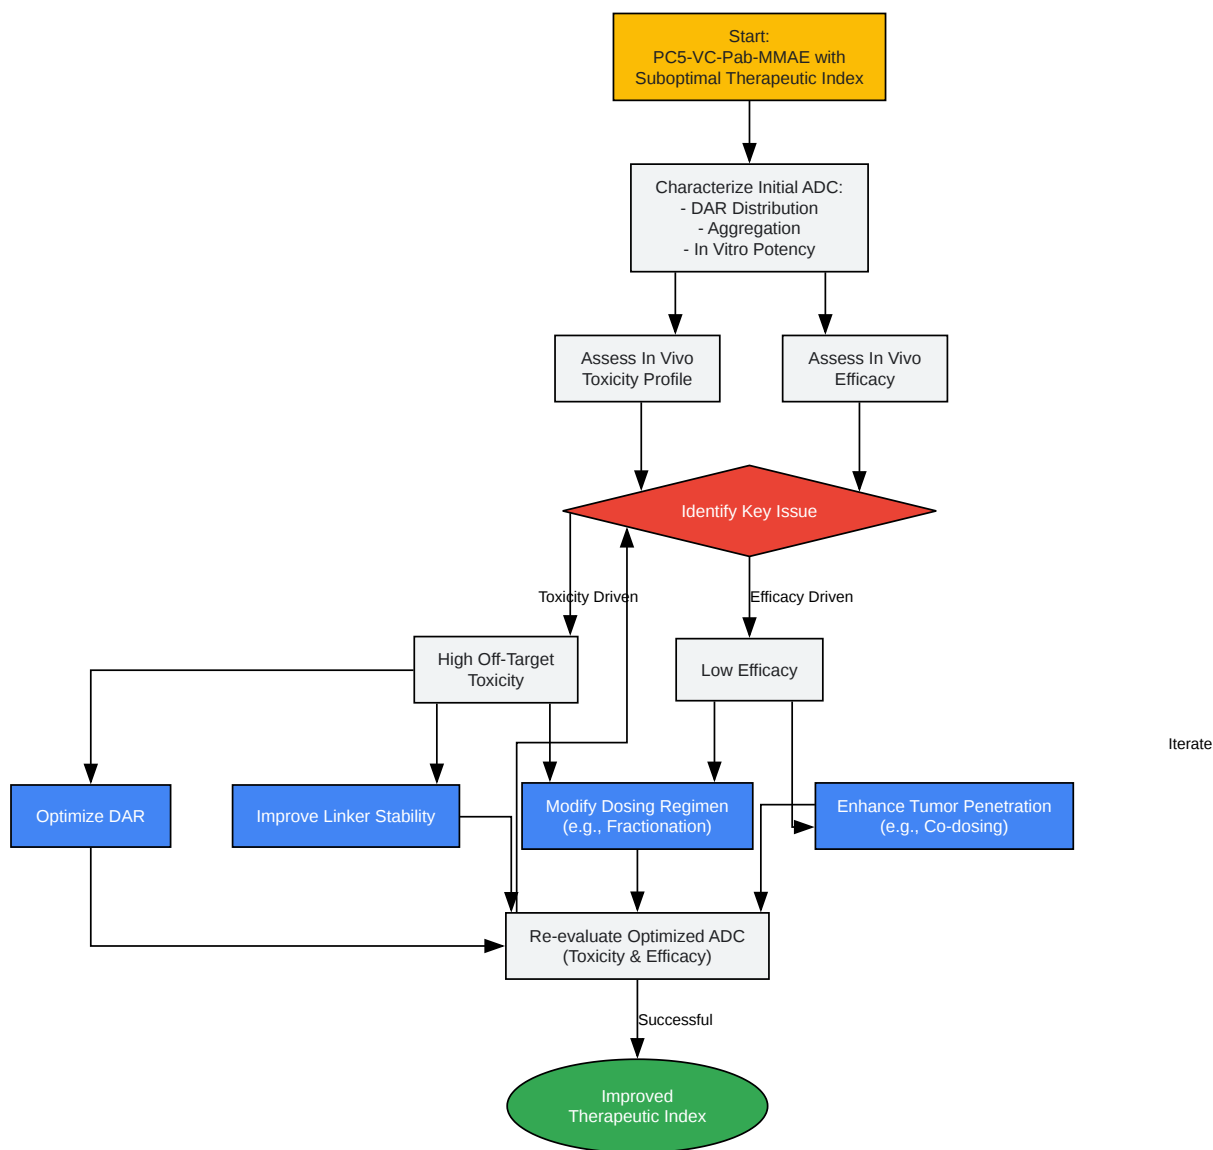 Start:
PC5-VC-Pab-MMAE with
Suboptimal Therapeutic Index
Characterize Initial ADC:
- DAR Distribution
- Aggregation
- In Vitro Potency
Assess In Vivo
Toxicity Profile
Assess In Vivo
Efficacy
Identify Key Issue
Toxicity Driven
Efficacy Driven
High Off-Target
Toxicity
Low Efficacy
Iterate
Optimize DAR
Improve Linker Stability
Modify Dosing Regimen
(e.g., Fractionation)
Enhance Tumor Penetration
(e.g., Co-dosing)
Re-evaluate Optimized ADC
(Toxicity & Efficacy)
Successful
Improved
Therapeutic Index